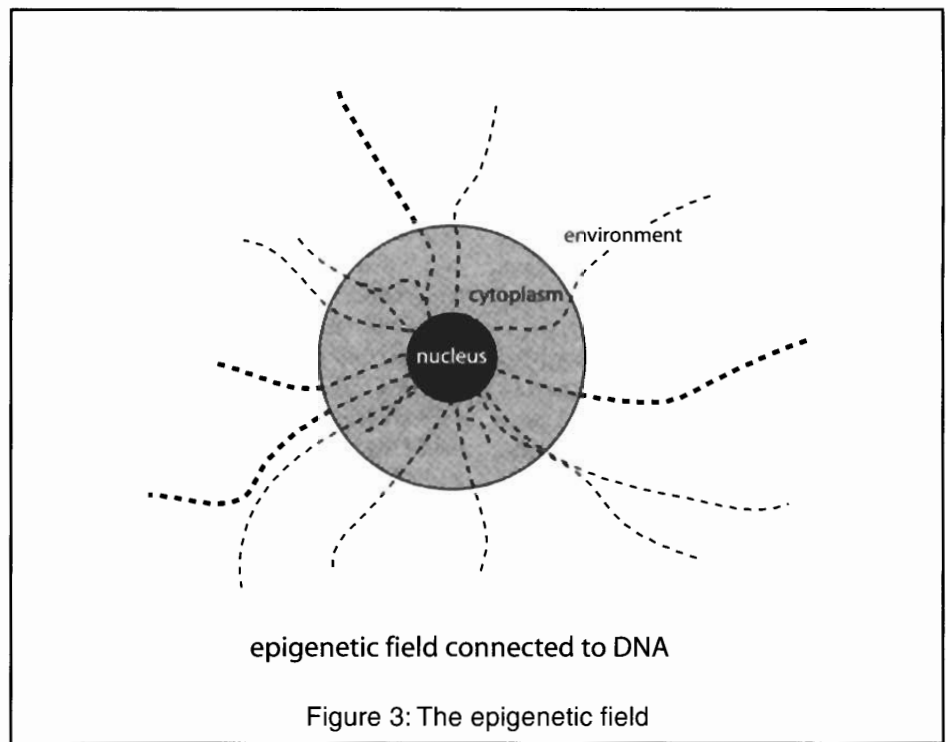 environment
cytoplasm
nucleus
epigenetic field connected to DNA
Figure 3: The epigenetic field